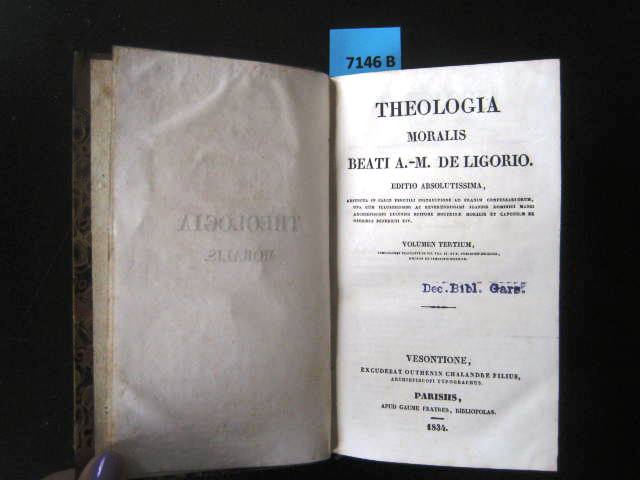 7146 B
THEOLOGIA
MORALIS
BEATI A.-M. DE LIGORIO.
EDITIO ABSOLUTISSIMA,
VOLUMEN TERTIUM,
Dec. Bibl. Gars.
VESONTIONE,
EXCUDEBAT OUTHENIN CHALANDRE FILIUS,
ARCHIEPISCOPI TYPOGRAPHUS.
PARISIIS,
APUD GAUME FRATRES, BIBLIOPOLAS.
1834.
THEOLOGIA
MORALIS.